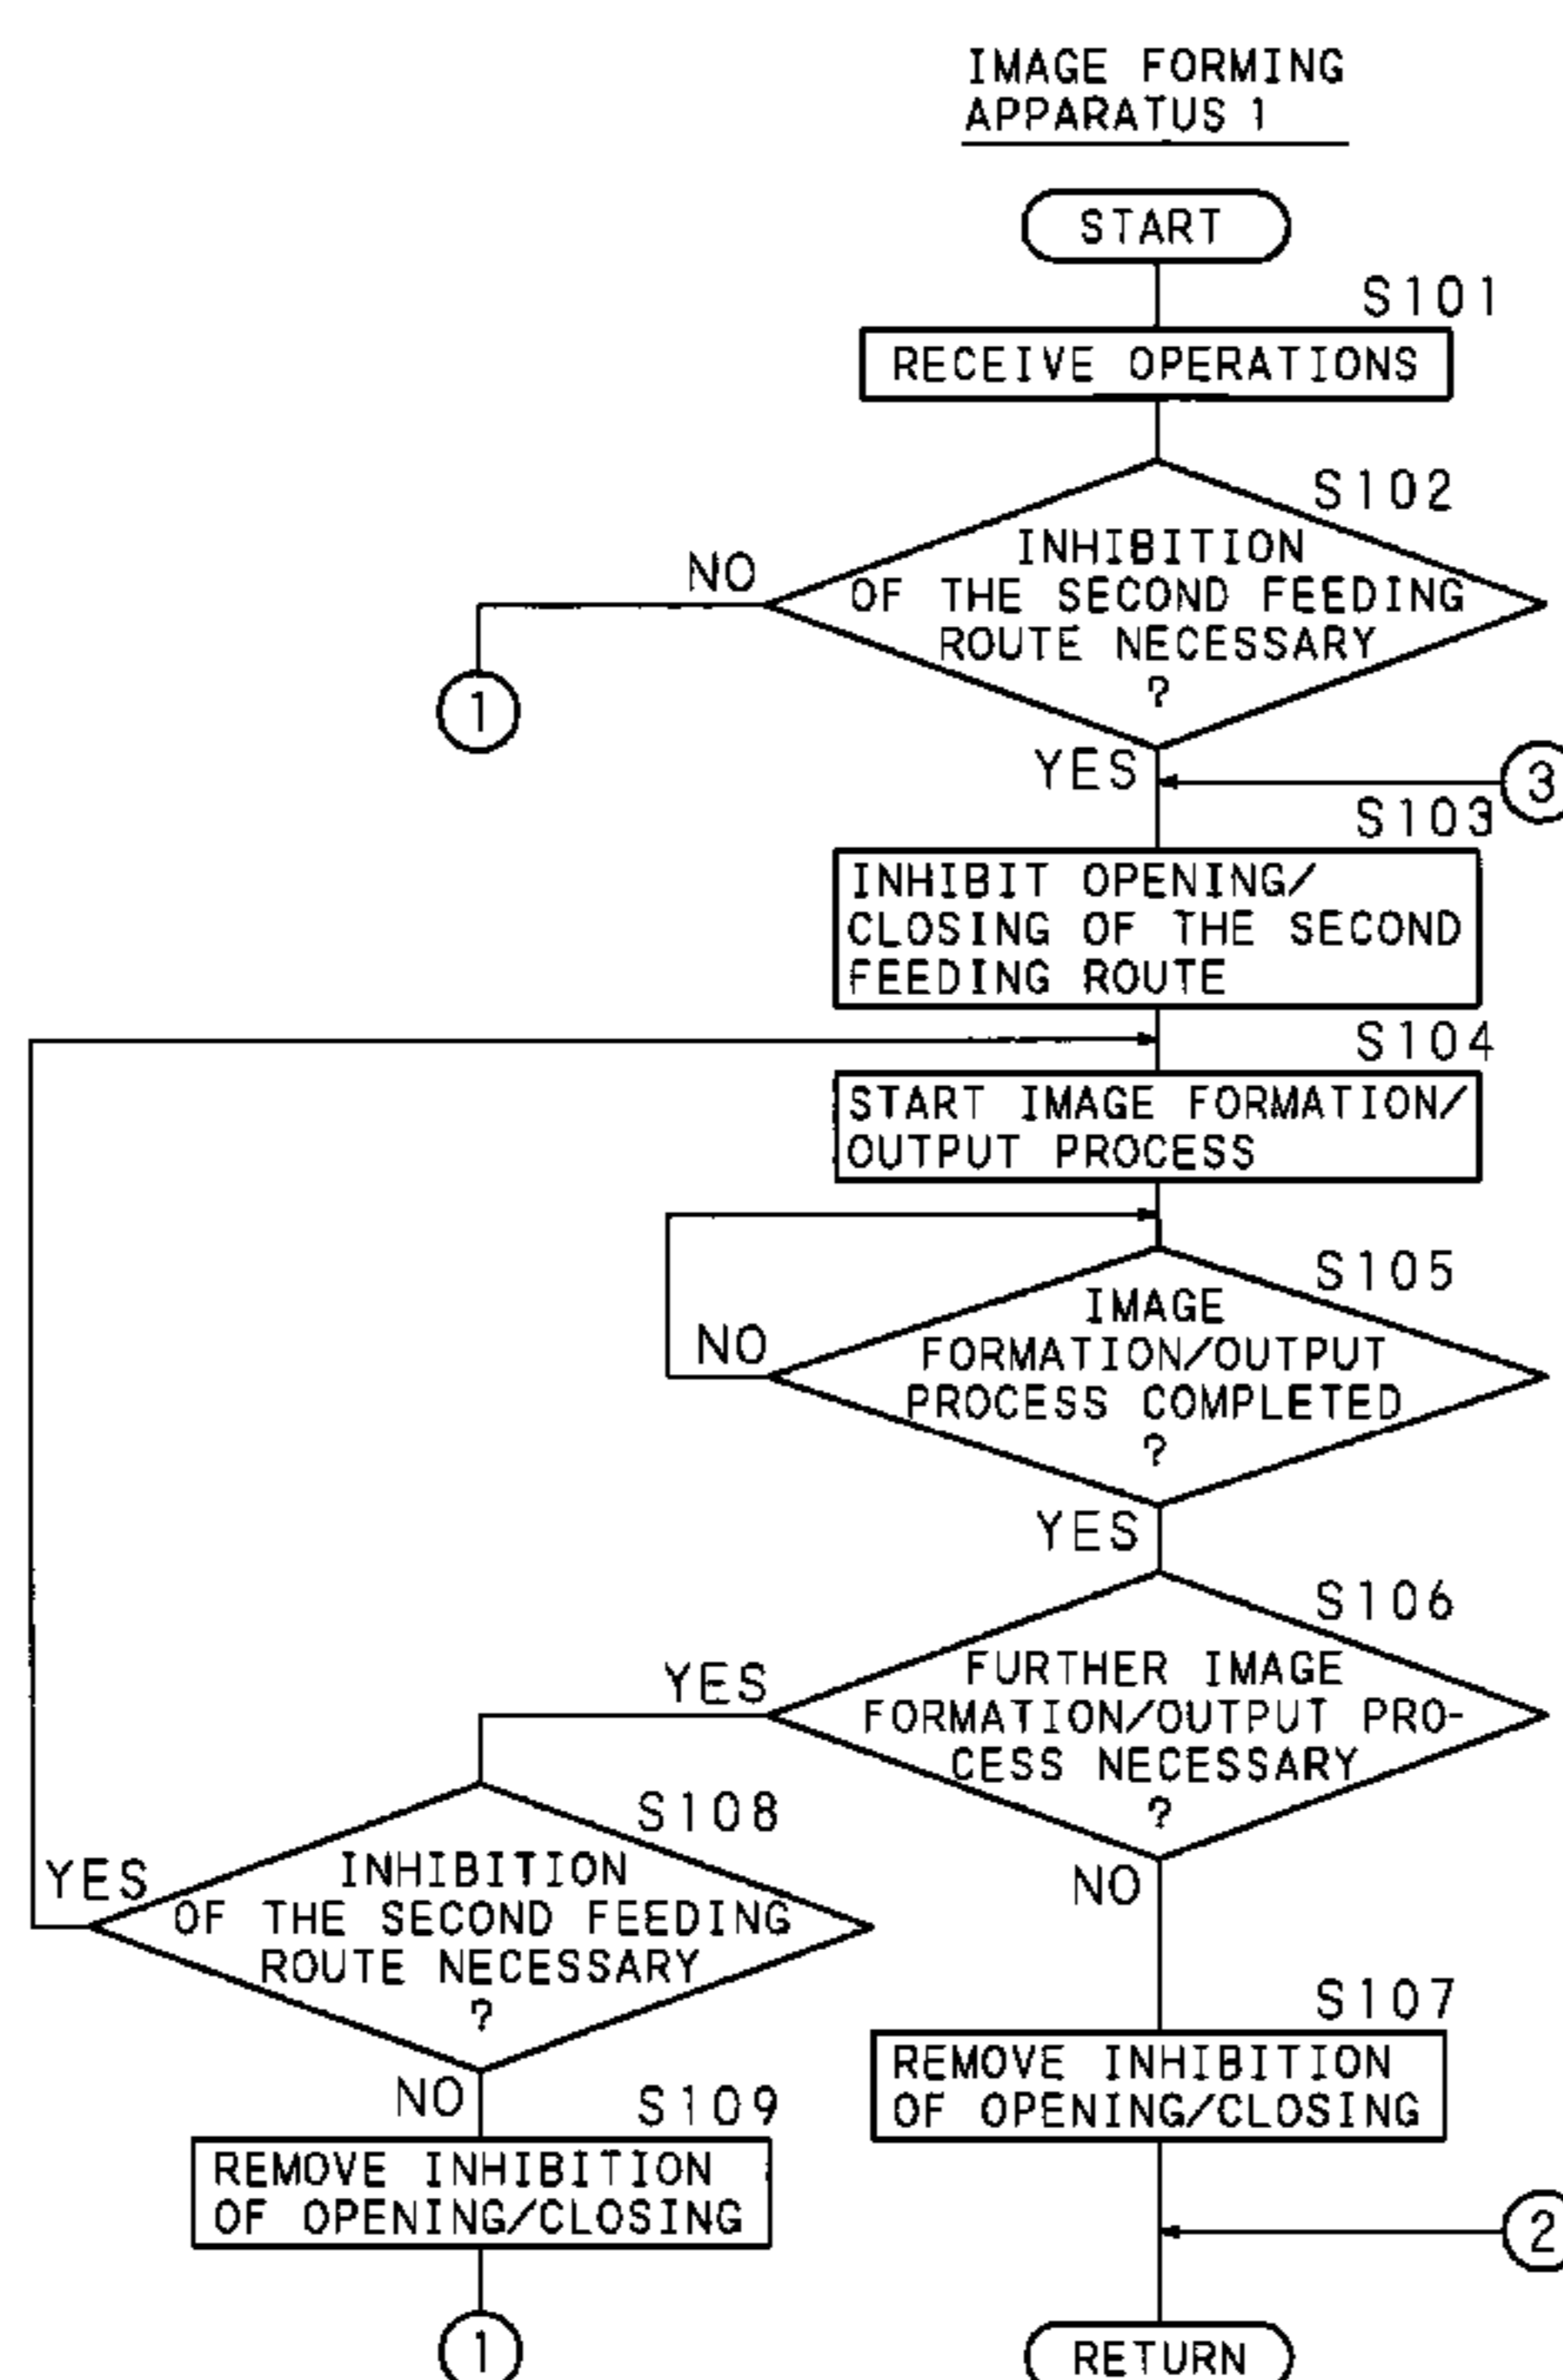 IMAGE FORMING
APPARATUS 1
START
S101
RECEIVE OPERATIONS
S102
INHIBITION
OF THE SECOND FEEDING
ROUTE NECESSARY
?
NO
1
YES
3
S103
INHIBIT OPENING/
CLOSING OF THE SECOND
FEEDING ROUTE
S104
START IMAGE FORMATION/
OUTPUT PROCESS
S105
IMAGE
FORMATION/OUTPUT
PROCESS COMPLETED
?
NO
YES
S106
FURTHER IMAGE
FORMATION/OUTPUT PRO-
CESS NECESSARY
?
YES
NO
S108
INHIBITION
OF THE SECOND FEEDING
ROUTE NECESSARY
?
YES
NO
S107
REMOVE INHIBITION
OF OPENING/CLOSING
S109
REMOVE INHIBITION
OF OPENING/CLOSING
2
1
RETURN